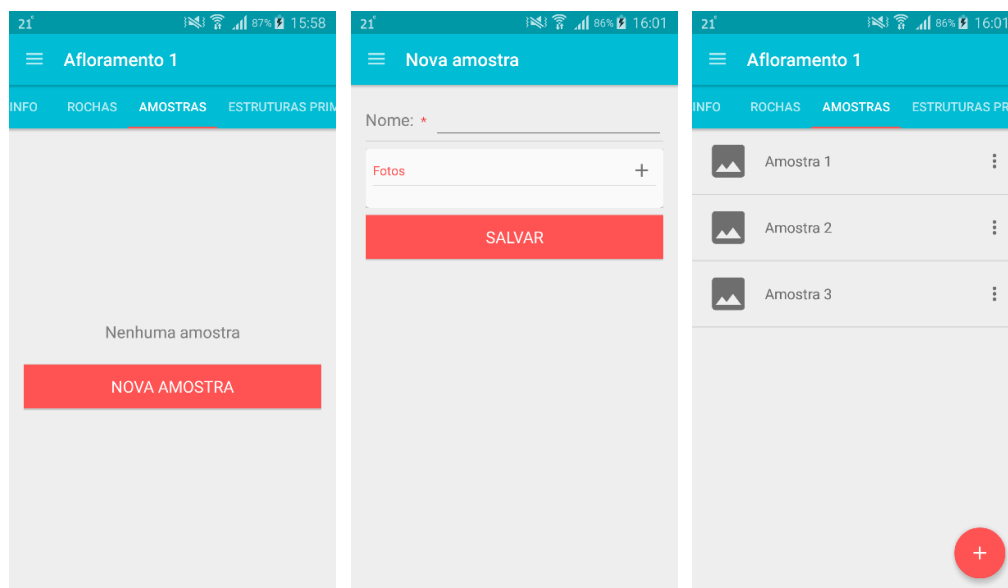 21° 87% 15:58
Afloramento 1
INFO ROCHAS AMOSTRAS ESTRUTURAS PRIM
Nenhuma amostra
NOVA AMOSTRA
21° 86% 16:01
Nova amostra
Nome: *
Fotos +
SALVAR
21° 86% 16:01
Afloramento 1
INFO ROCHAS AMOSTRAS ESTRUTURAS PR
Amostra 1
Amostra 2
Amostra 3
+